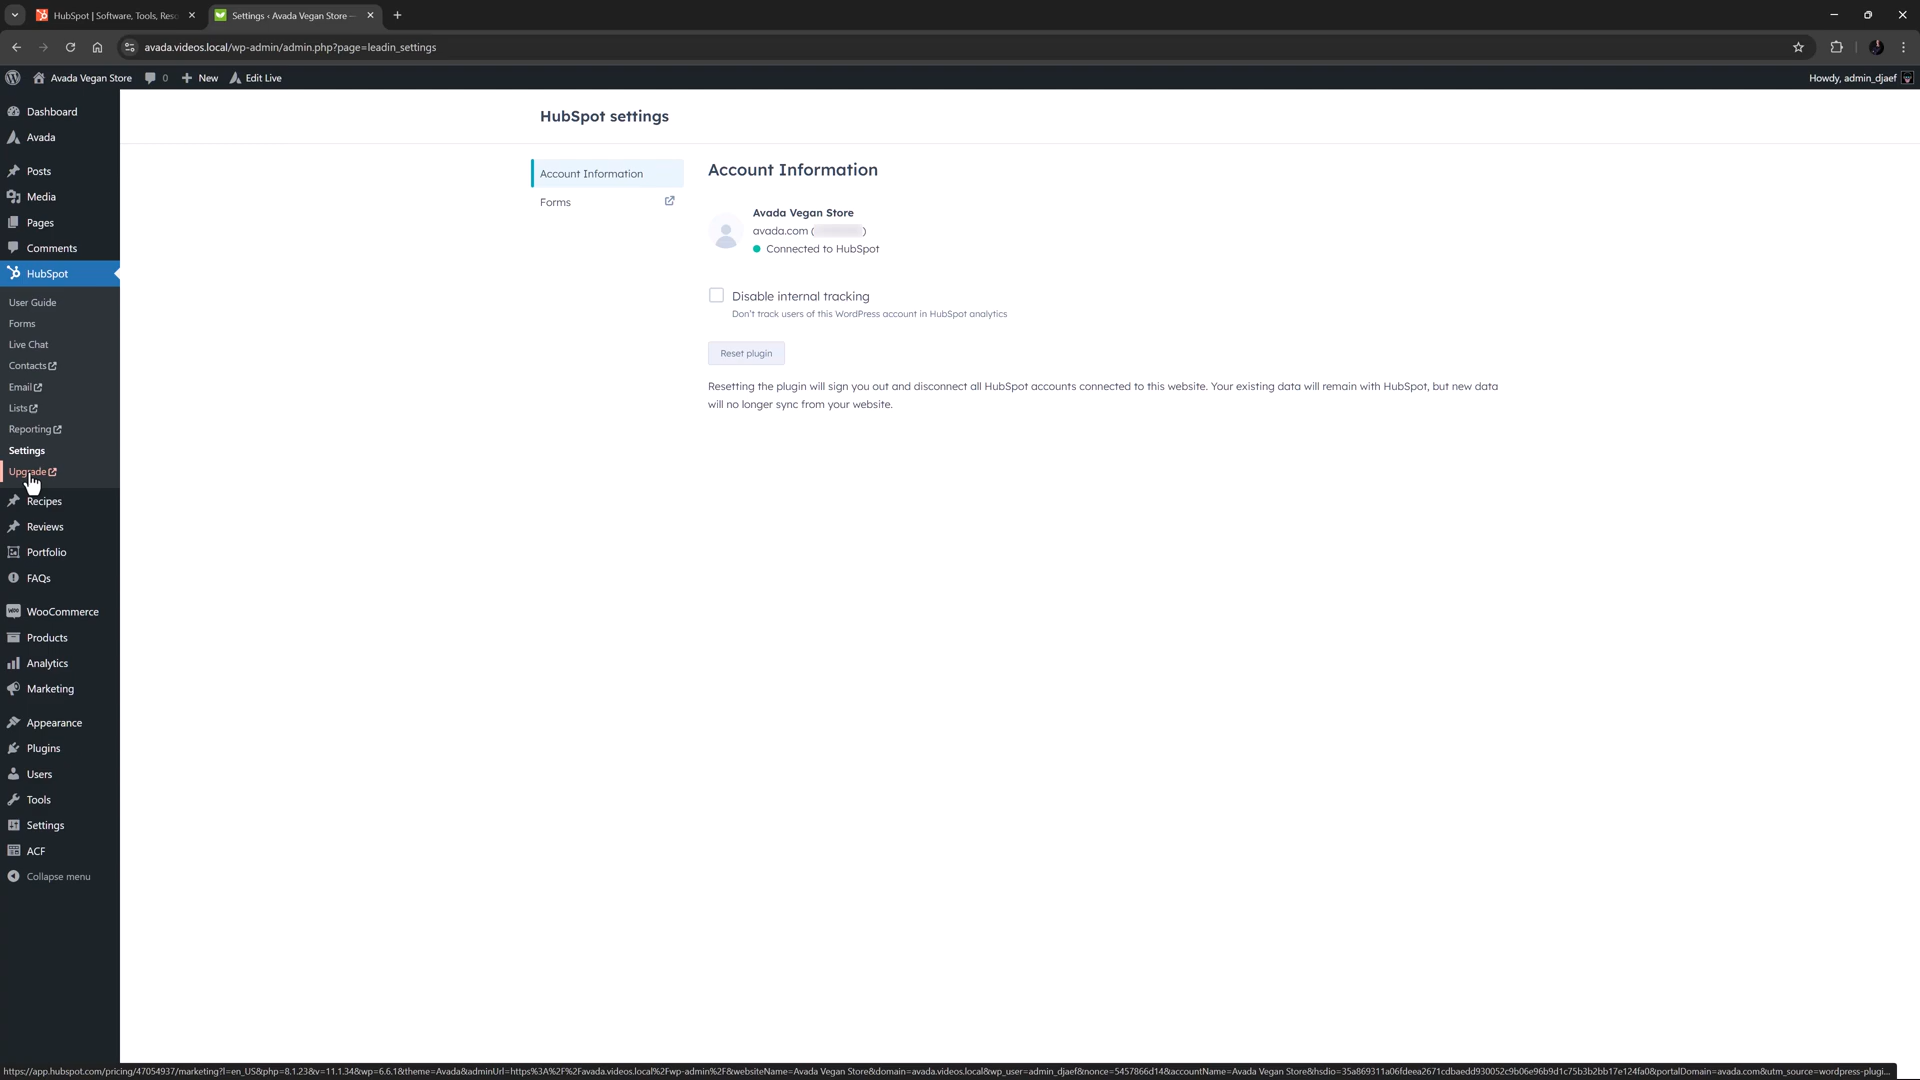 HubSpot | Software, Tools, Reso
Settings ‹ Avada Vegan Store —
avada.videos.local/wp-admin/admin.php?page=leadin_settings
Avada Vegan Store
0
New
Edit Live
Howdy, admin_djaef
Dashboard
Avada
Posts
Media
Pages
Comments
HubSpot
User Guide
Forms
Live Chat
Contacts
Email
Lists
Reporting
Settings
Upgrade
Recipes
Reviews
Portfolio
FAQs
WooCommerce
Products
Analytics
Marketing
Appearance
Plugins
Users
Tools
Settings
ACF
Collapse menu
HubSpot settings
Account Information
Forms
Account Information
Avada Vegan Store
avada.com ( )
Connected to HubSpot
Disable internal tracking
Don't track users of this WordPress account in HubSpot analytics
Reset plugin
Resetting the plugin will sign you out and disconnect all HubSpot accounts connected to this website. Your existing data will remain with HubSpot, but new data
will no longer sync from your website.
https://app.hubspot.com/pricing/47054937/marketing?l=en_US&php=8.1.23&v=11.1.34&wp=6.6.1&theme=Avada&adminUrl=https%3A%2F%2Favada.videos.local%2Fwp-admin%2F&websiteName=Avada Vegan Store&domain=avada.videos.local&wp_user=admin_djaef&nonce=5457866d14&accountName=Avada Vegan Store&hsdio=35a869311a06fdeea2671cdbaedd930052c9b06e96b9d1c75b3b2bb17e124fa0&portalDomain=avada.com&utm_source=wordpress-plugi...